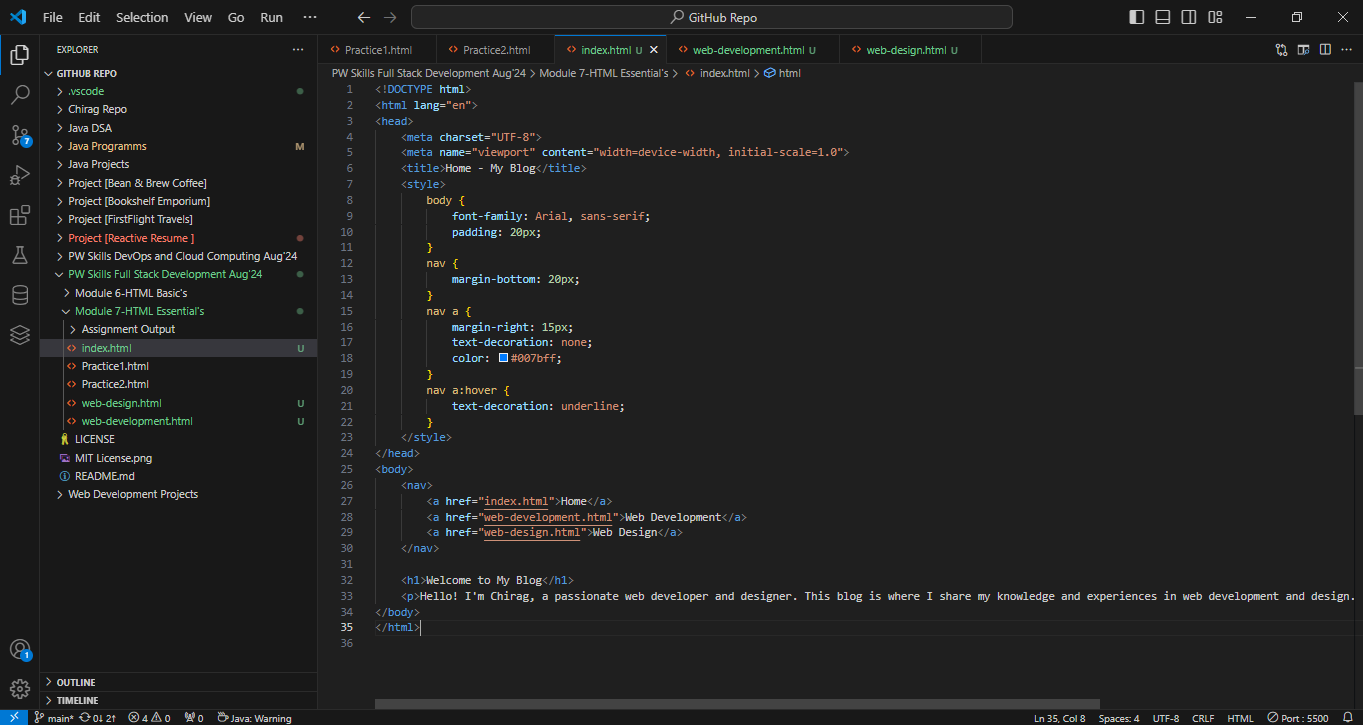 File Edit Selection View Go Run ··· GitHub Repo
EXPLORER ···
GITHUB REPO
.vscode
Chirag Repo
Java DSA
Java Programms M
Java Projects
Project [Bean & Brew Coffee]
Project [Bookshelf Emporium]
Project [FirstFlight Travels]
Project [Reactive Resume ]
PW Skills DevOps and Cloud Computing Aug'24
PW Skills Full Stack Development Aug'24
Module 6-HTML Basic's
Module 7-HTML Essential's
Assignment Output
index.html U
Practice1.html
Practice2.html
web-design.html U
web-development.html U
LICENSE
MIT License.png
README.md
Web Development Projects
OUTLINE
TIMELINE
7
1
Practice1.html Practice2.html index.html U web-development.html U web-design.html U
PW Skills Full Stack Development Aug'24 > Module 7-HTML Essential's > index.html > html
1 <!DOCTYPE html>
2 <html lang="en">
3 <head>
4 <meta charset="UTF-8">
5 <meta name="viewport" content="width=device-width, initial-scale=1.0">
6 <title>Home - My Blog</title>
7 <style>
8 body {
9 font-family: Arial, sans-serif;
10 padding: 20px;
11 }
12 nav {
13 margin-bottom: 20px;
14 }
15 nav a {
16 margin-right: 15px;
17 text-decoration: none;
18 color: #007bff;
19 }
20 nav a:hover {
21 text-decoration: underline;
22 }
23 </style>
24 </head>
25 <body>
26 <nav>
27 <a href="index.html">Home</a>
28 <a href="web-development.html">Web Development</a>
29 <a href="web-design.html">Web Design</a>
30 </nav>
31
32 <h1>Welcome to My Blog</h1>
33 <p>Hello! I'm Chirag, a passionate web developer and designer. This blog is where I share my knowledge and experiences in web development and design.
34 </body>
35 </html>
36
main* 0↓ 2↑ 4 0 0 Java: Warning Ln 35, Col 8 Spaces: 4 UTF-8 CRLF HTML Port : 5500